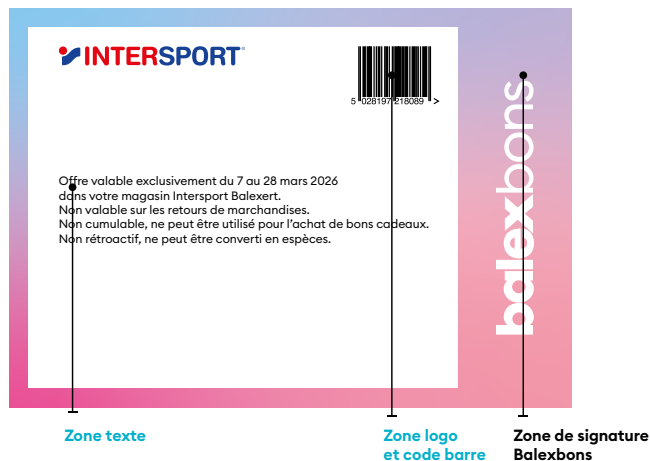 INTERSPORT
5 028197 218089 >
balexbons
Offre valable exclusivement du 7 au 28 mars 2026
dans votre magasin Intersport Balexert.
Non valable sur les retours de marchandises.
Non cumulable, ne peut être utilisé pour l'achat de bons cadeaux.
Non rétroactif, ne peut être converti en espèces.
Zone texte
Zone logo
et code barre
Zone de signature
Balexbons